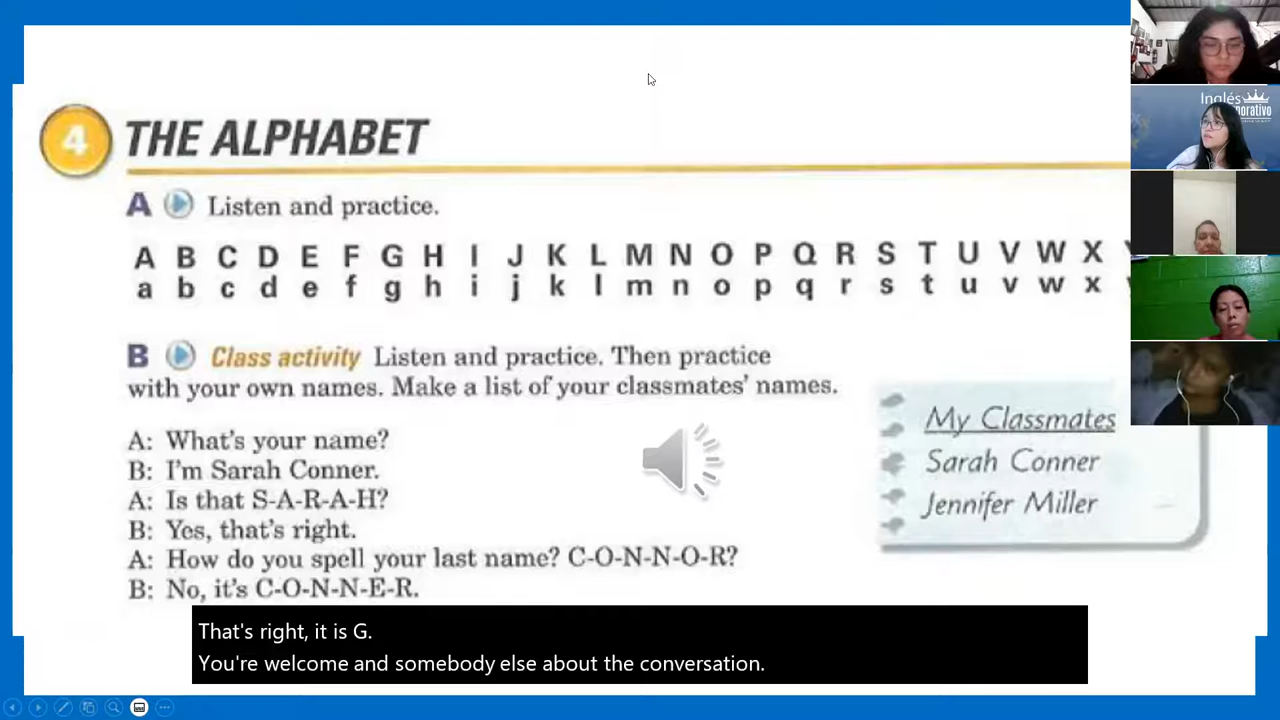 4 THE ALPHABET
A Listen and practice.
A B C D E F G H I J K L M N O P Q R S T U V W X
a b c d e f g h i j k l m n o p q r s t u v w x
B Class activity Listen and practice. Then practice
with your own names. Make a list of your classmates' names.
A: What's your name?
B: I'm Sarah Conner.
A: Is that S-A-R-A-H?
B: Yes, that's right.
A: How do you spell your last name? C-O-N-N-O-R?
B: No, it's C-O-N-N-E-R.
My Classmates
Sarah Conner
Jennifer Miller
Inglés
orativo
That's right, it is G.
You're welcome and somebody else about the conversation.